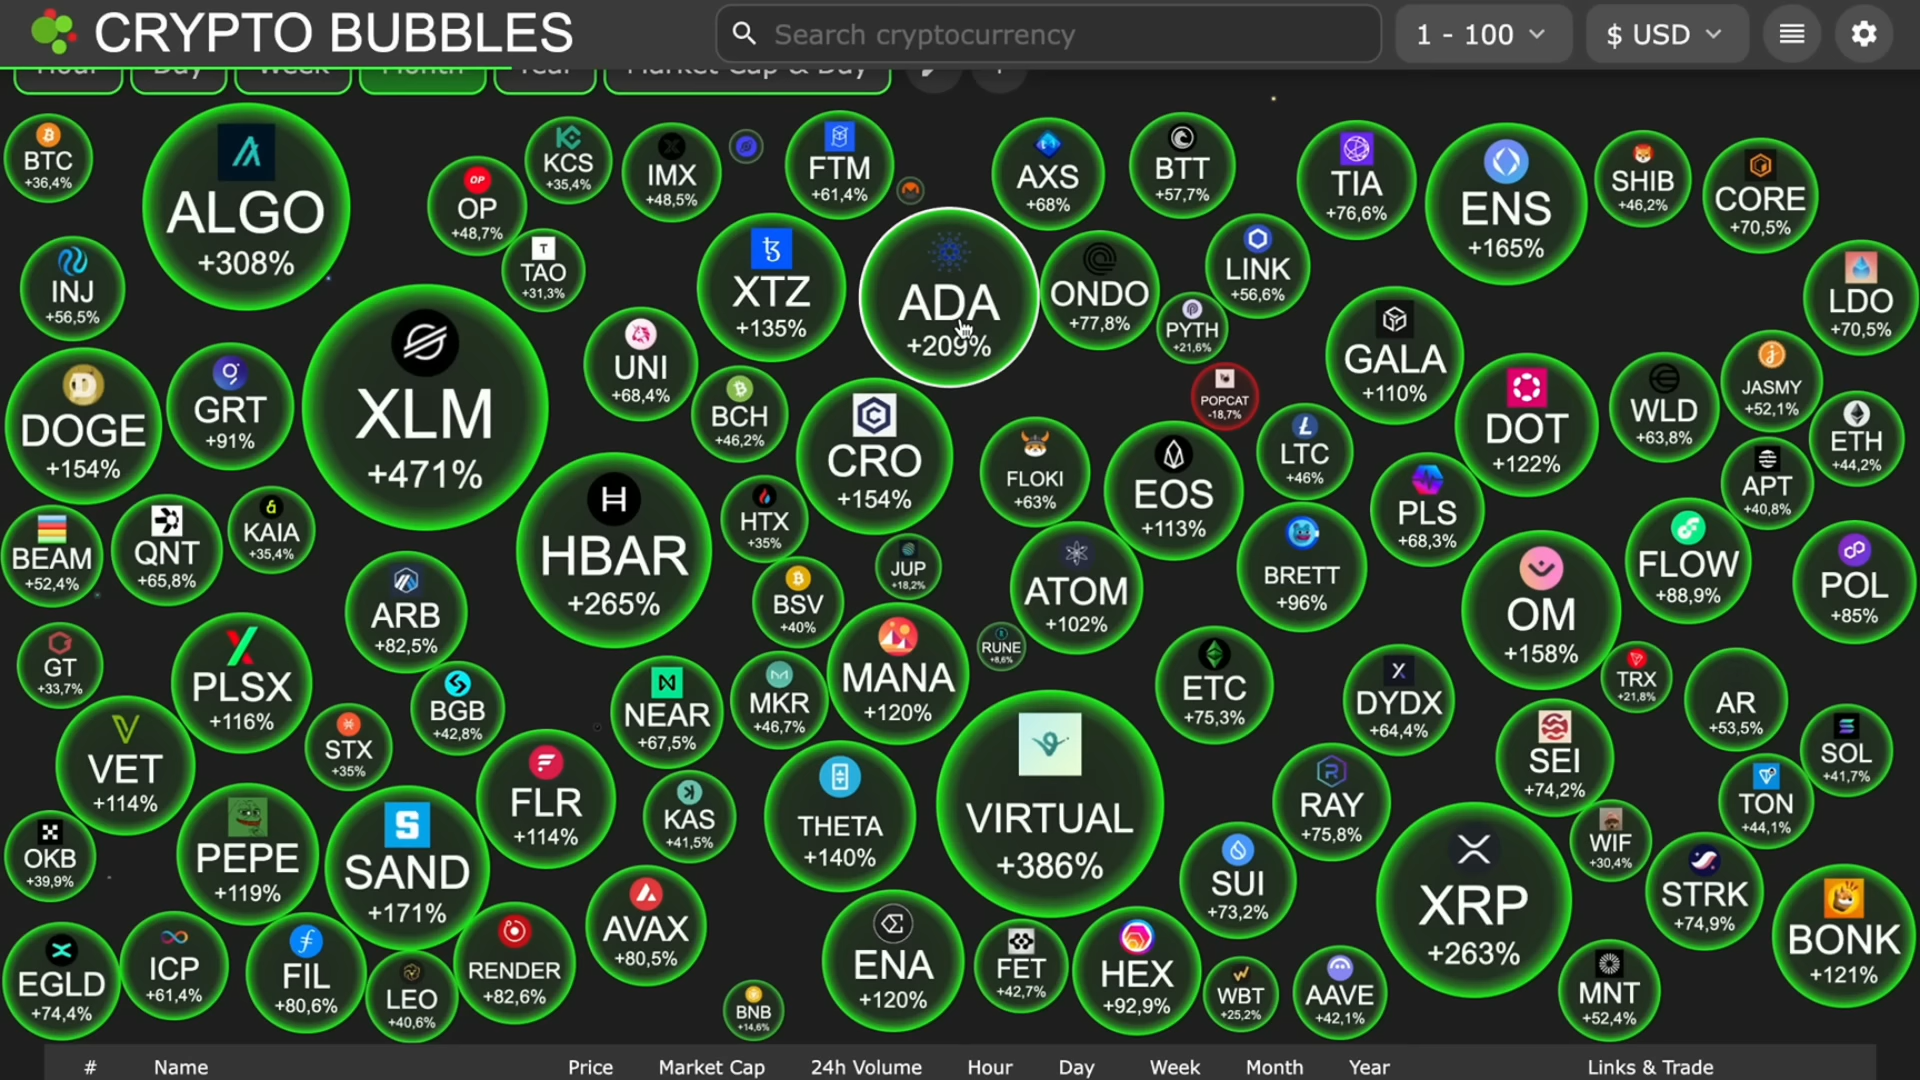 CRYPTO BUBBLES
Search cryptocurrency
1 - 100
$ USD
Hour
Day
Week
Month
Year
Market Cap & Day
BTC
+36,4%
ALGO
+308%
OP
+48,7%
KCS
+35,4%
IMX
+48,5%
FTM
+61,4%
AXS
+68%
BTT
+57,7%
TIA
+76,6%
ENS
+165%
SHIB
+46,2%
CORE
+70,5%
INJ
+56,5%
TAO
+31,3%
XTZ
+135%
ADA
+209%
ONDO
+77,8%
LINK
+56,6%
PYTH
+21,6%
LDO
+70,5%
DOGE
+154%
GRT
+91%
XLM
+471%
UNI
+68,4%
BCH
+46,2%
CRO
+154%
POPCAT
-18,7%
GALA
+110%
DOT
+122%
WLD
+63,8%
JASMY
+52,1%
ETH
+44,2%
FLOKI
+63%
EOS
+113%
LTC
+46%
PLS
+68,3%
APT
+40,8%
BEAM
+52,4%
QNT
+65,8%
KAIA
+35,4%
HBAR
+265%
HTX
+35%
JUP
+18,2%
ATOM
+102%
BRETT
+96%
OM
+158%
FLOW
+88,9%
POL
+85%
ARB
+82,5%
BSV
+40%
GT
+33,7%
PLSX
+116%
BGB
+42,8%
NEAR
+67,5%
MKR
+46,7%
MANA
+120%
RUNE
+8,6%
ETC
+75,3%
DYDX
+64,4%
TRX
+21,8%
AR
+53,5%
VET
+114%
STX
+35%
FLR
+114%
KAS
+41,5%
THETA
+140%
VIRTUAL
+386%
RAY
+75,8%
SEI
+74,2%
SOL
+41,7%
TON
+44,1%
OKB
+39,9%
PEPE
+119%
SAND
+171%
AVAX
+80,5%
SUI
+73,2%
XRP
+263%
WIF
+30,4%
STRK
+74,9%
BONK
+121%
EGLD
+74,4%
ICP
+61,4%
FIL
+80,6%
LEO
+40,6%
RENDER
+82,6%
BNB
+14,6%
ENA
+120%
FET
+42,7%
HEX
+92,9%
WBT
+25,2%
AAVE
+42,1%
MNT
+52,4%
# Name Price Market Cap 24h Volume Hour Day Week Month Year Links & Trade